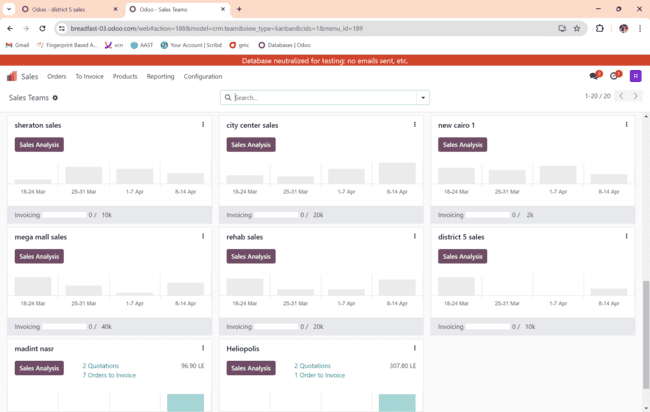 Odoo - district 5 sales
Odoo - Sales Teams
breadfast-03.odoo.com/web#action=188&model=crm.team&view_type=kanban&cids=1&menu_id=189
Gmail
Fingerprint Based A...
vcn
AAST
Your Account | Scribd
gmc
Databases | Odoo
Database neutralized for testing: no emails sent, etc.
Sales Orders To Invoice Products Reporting Configuration
R
Sales Teams
Search...
1-20 / 20
sheraton sales
Sales Analysis
18-24 Mar 25-31 Mar 1-7 Apr 8-14 Apr
Invoicing 0 / 10k
city center sales
Sales Analysis
18-24 Mar 25-31 Mar 1-7 Apr 8-14 Apr
Invoicing 0 / 20k
new cairo 1
Sales Analysis
18-24 Mar 25-31 Mar 1-7 Apr 8-14 Apr
Invoicing 0 / 2k
mega mall sales
Sales Analysis
18-24 Mar 25-31 Mar 1-7 Apr 8-14 Apr
Invoicing 0 / 40k
rehab sales
Sales Analysis
18-24 Mar 25-31 Mar 1-7 Apr 8-14 Apr
Invoicing 0 / 20k
district 5 sales
Sales Analysis
18-24 Mar 25-31 Mar 1-7 Apr 8-14 Apr
Invoicing 0 / 10k
madint nasr
Sales Analysis
2 Quotations 96.90 LE
7 Orders to Invoice
Heliopolis
Sales Analysis
2 Quotations 307.80 LE
1 Order to Invoice